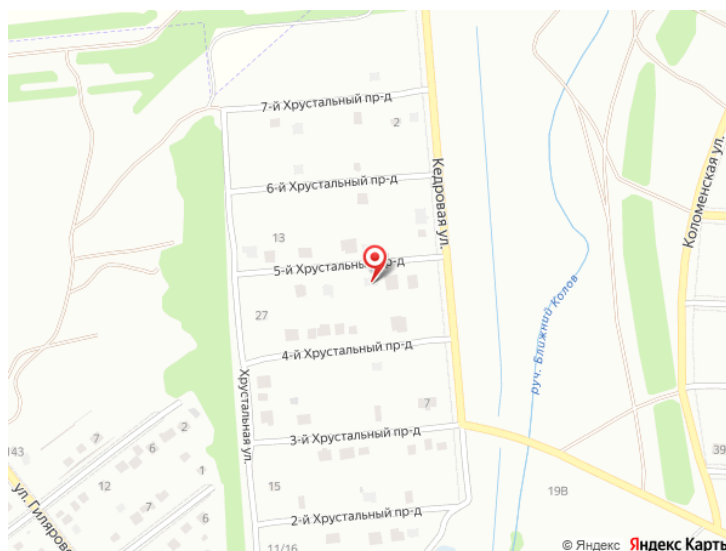 7-й Хрустальный пр-д
2
Кедровая ул.
Коломенская ул.
6-й Хрустальный пр-д
13
5-й Хрустальный пр-д
руч. Ближний Колов
27
4-й Хрустальный пр-д
Хрустальная ул.
7
2
7
6
143
3-й Хрустальный пр-д
39
1
12
15
7
19В
6
ул. Гиляровс
2-й Хрустальный пр-д
11/16
© Яндекс Яндекс Карты